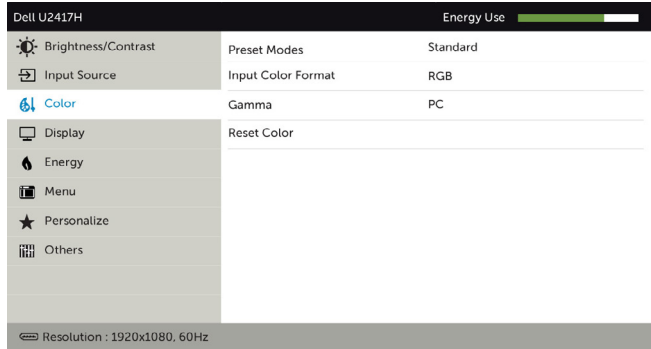 Dell U2417H Energy Use
Brightness/Contrast
Input Source
Color
Display
Energy
Menu
Personalize
Others
Preset Modes Standard
Input Color Format RGB
Gamma PC
Reset Color
Resolution : 1920x1080, 60Hz